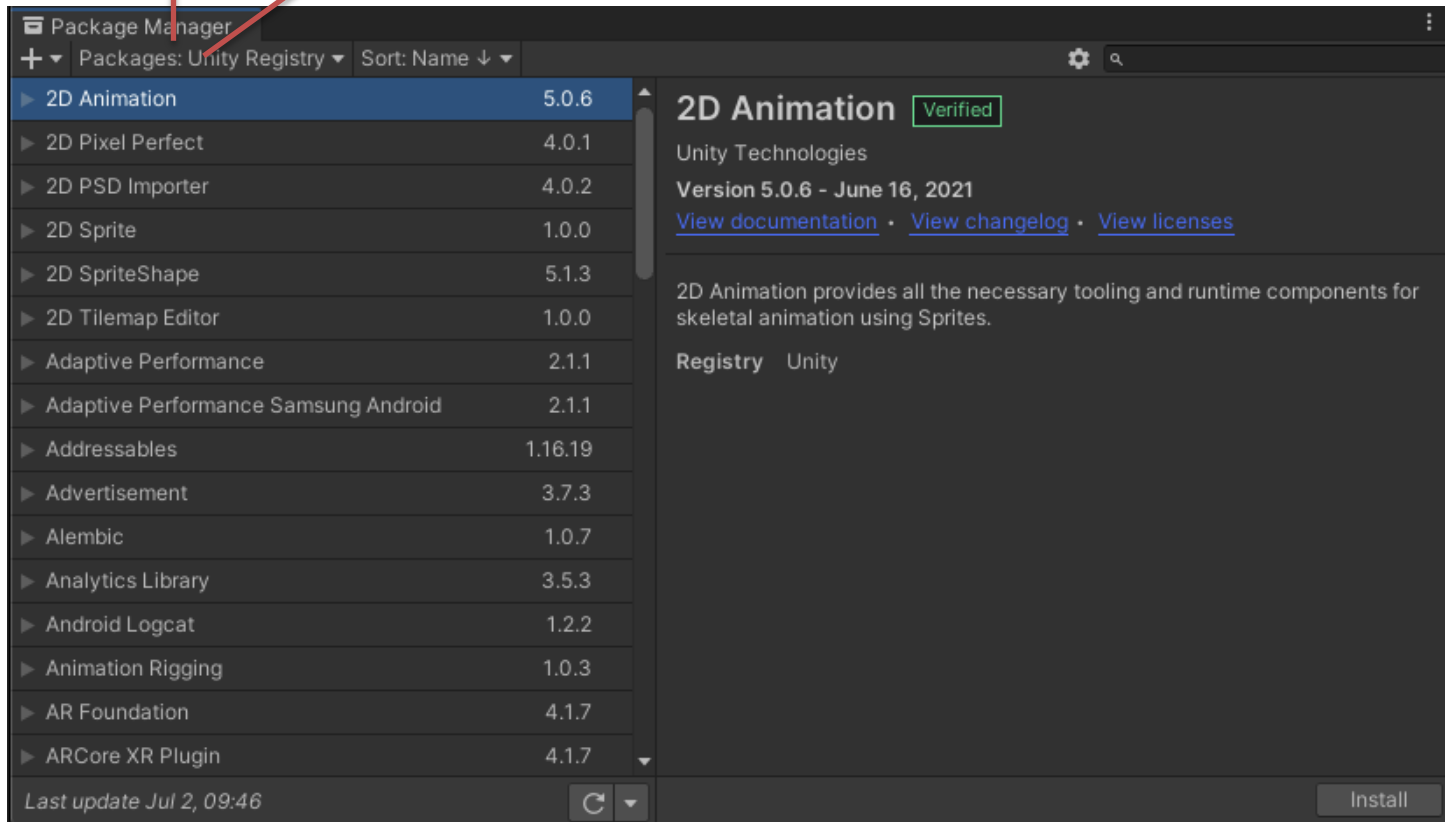 Package Manager
Packages: Unity Registry Sort: Name ↓
2D Animation 5.0.6
2D Pixel Perfect 4.0.1
2D PSD Importer 4.0.2
2D Sprite 1.0.0
2D SpriteShape 5.1.3
2D Tilemap Editor 1.0.0
Adaptive Performance 2.1.1
Adaptive Performance Samsung Android 2.1.1
Addressables 1.16.19
Advertisement 3.7.3
Alembic 1.0.7
Analytics Library 3.5.3
Android Logcat 1.2.2
Animation Rigging 1.0.3
AR Foundation 4.1.7
ARCore XR Plugin 4.1.7
Last update Jul 2, 09:46
2D Animation Verified
Unity Technologies
Version 5.0.6 - June 16, 2021
View documentation • View changelog • View licenses
2D Animation provides all the necessary tooling and runtime components for
skeletal animation using Sprites.
Registry Unity
Install